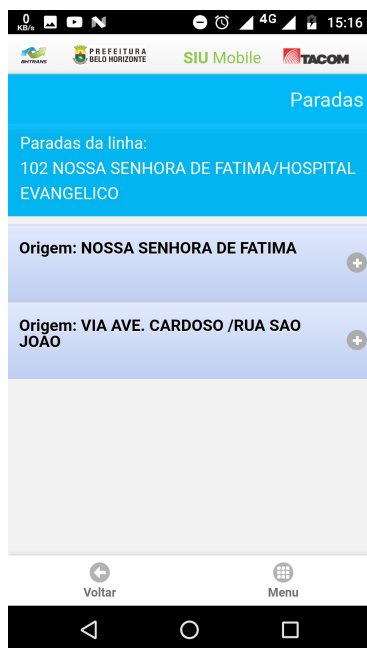 0
KB/s
4G
15:16
BHTRANS
PREFEITURA
BELO HORIZONTE
SIU Mobile
TACOM
Paradas
Paradas da linha:
102 NOSSA SENHORA DE FATIMA/HOSPITAL
EVANGELICO
Origem: NOSSA SENHORA DE FATIMA
Origem: VIA AVE. CARDOSO /RUA SAO
JOAO
Voltar
Menu